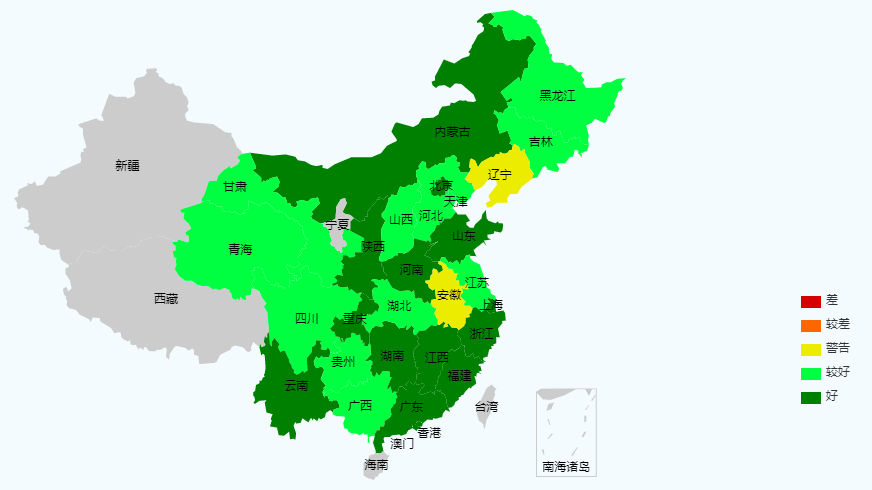 黑龙江
内蒙古
吉林
新疆
辽宁
甘肃
北京
天津
宁夏
山西
河北
陕西
山东
青海
河南
江苏
西藏
安徽
湖北
上海
四川
重庆
浙江
贵州
湖南
江西
福建
云南
广西
广东
台湾
香港
澳门
海南
南海诸岛
差
较差
警告
较好
好